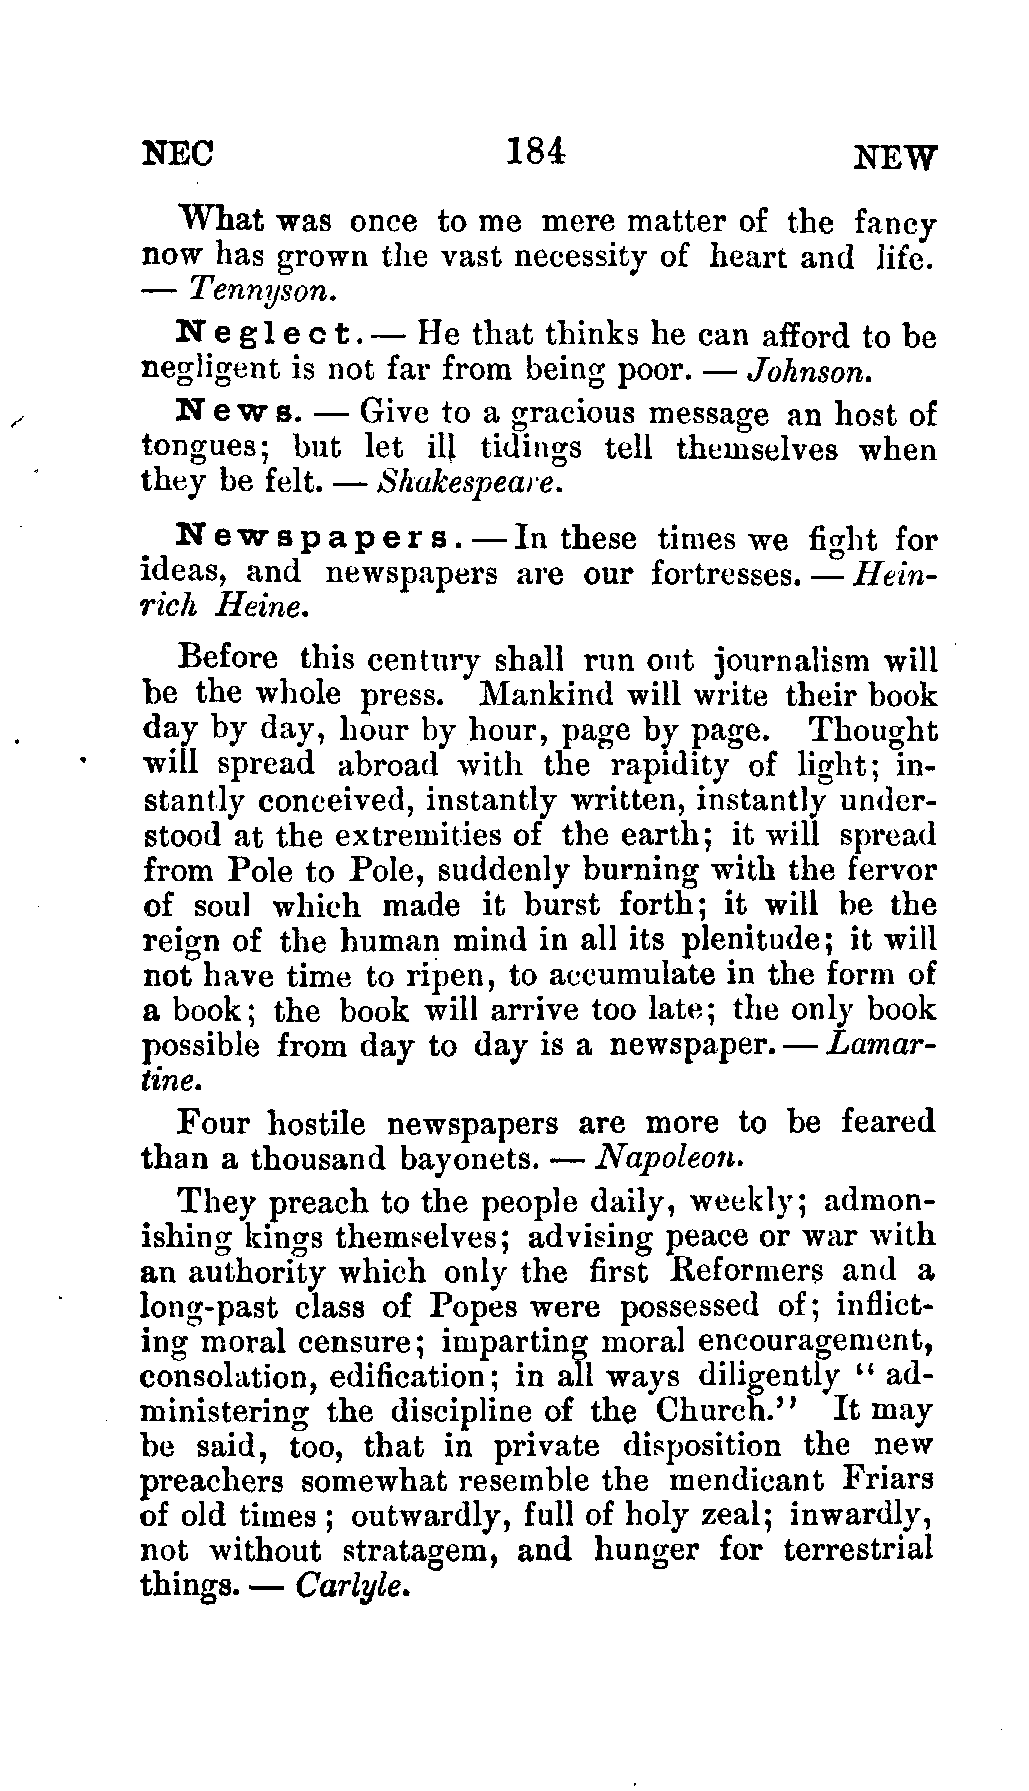 NEC 184 NEW
What was once to me mere matter of the fancy
now has grown the vast necessity of heart and life.
— Tennyson.
Neglect. — He that thinks he can afford to be
negligent is not far from being poor. — Johnson.
News. — Give to a gracious message an host of
tongues; but let ill tidings tell themselves when
they be felt. — Shakespeare.
Newspapers. — In these times we fight for
ideas, and newspapers are our fortresses. — Hein-
rich Heine.
Before this century shall run out journalism will
be the whole press. Mankind will write their book
day by day, hour by hour, page by page. Thought
will spread abroad with the rapidity of light; in-
stantly conceived, instantly written, instantly under-
stood at the extremities of the earth; it will spread
from Pole to Pole, suddenly burning with the fervor
of soul which made it burst forth; it will be the
reign of the human mind in all its plenitude; it will
not have time to ripen, to accumulate in the form of
a book; the book will arrive too late; the only book
possible from day to day is a newspaper. — Lamar-
tine.
Four hostile newspapers are more to be feared
than a thousand bayonets. — Napoleon.
They preach to the people daily, weekly; admon-
ishing kings themselves; advising peace or war with
an authority which only the first Reformers and a
long-past class of Popes were possessed of; inflict-
ing moral censure; imparting moral encouragement,
consolation, edification; in all ways diligently "ad-
ministering the discipline of the Church." It may
be said, too, that in private disposition the new
preachers somewhat resemble the mendicant Friars
of old times; outwardly, full of holy zeal; inwardly,
not without stratagem, and hunger for terrestrial
things. — Carlyle.